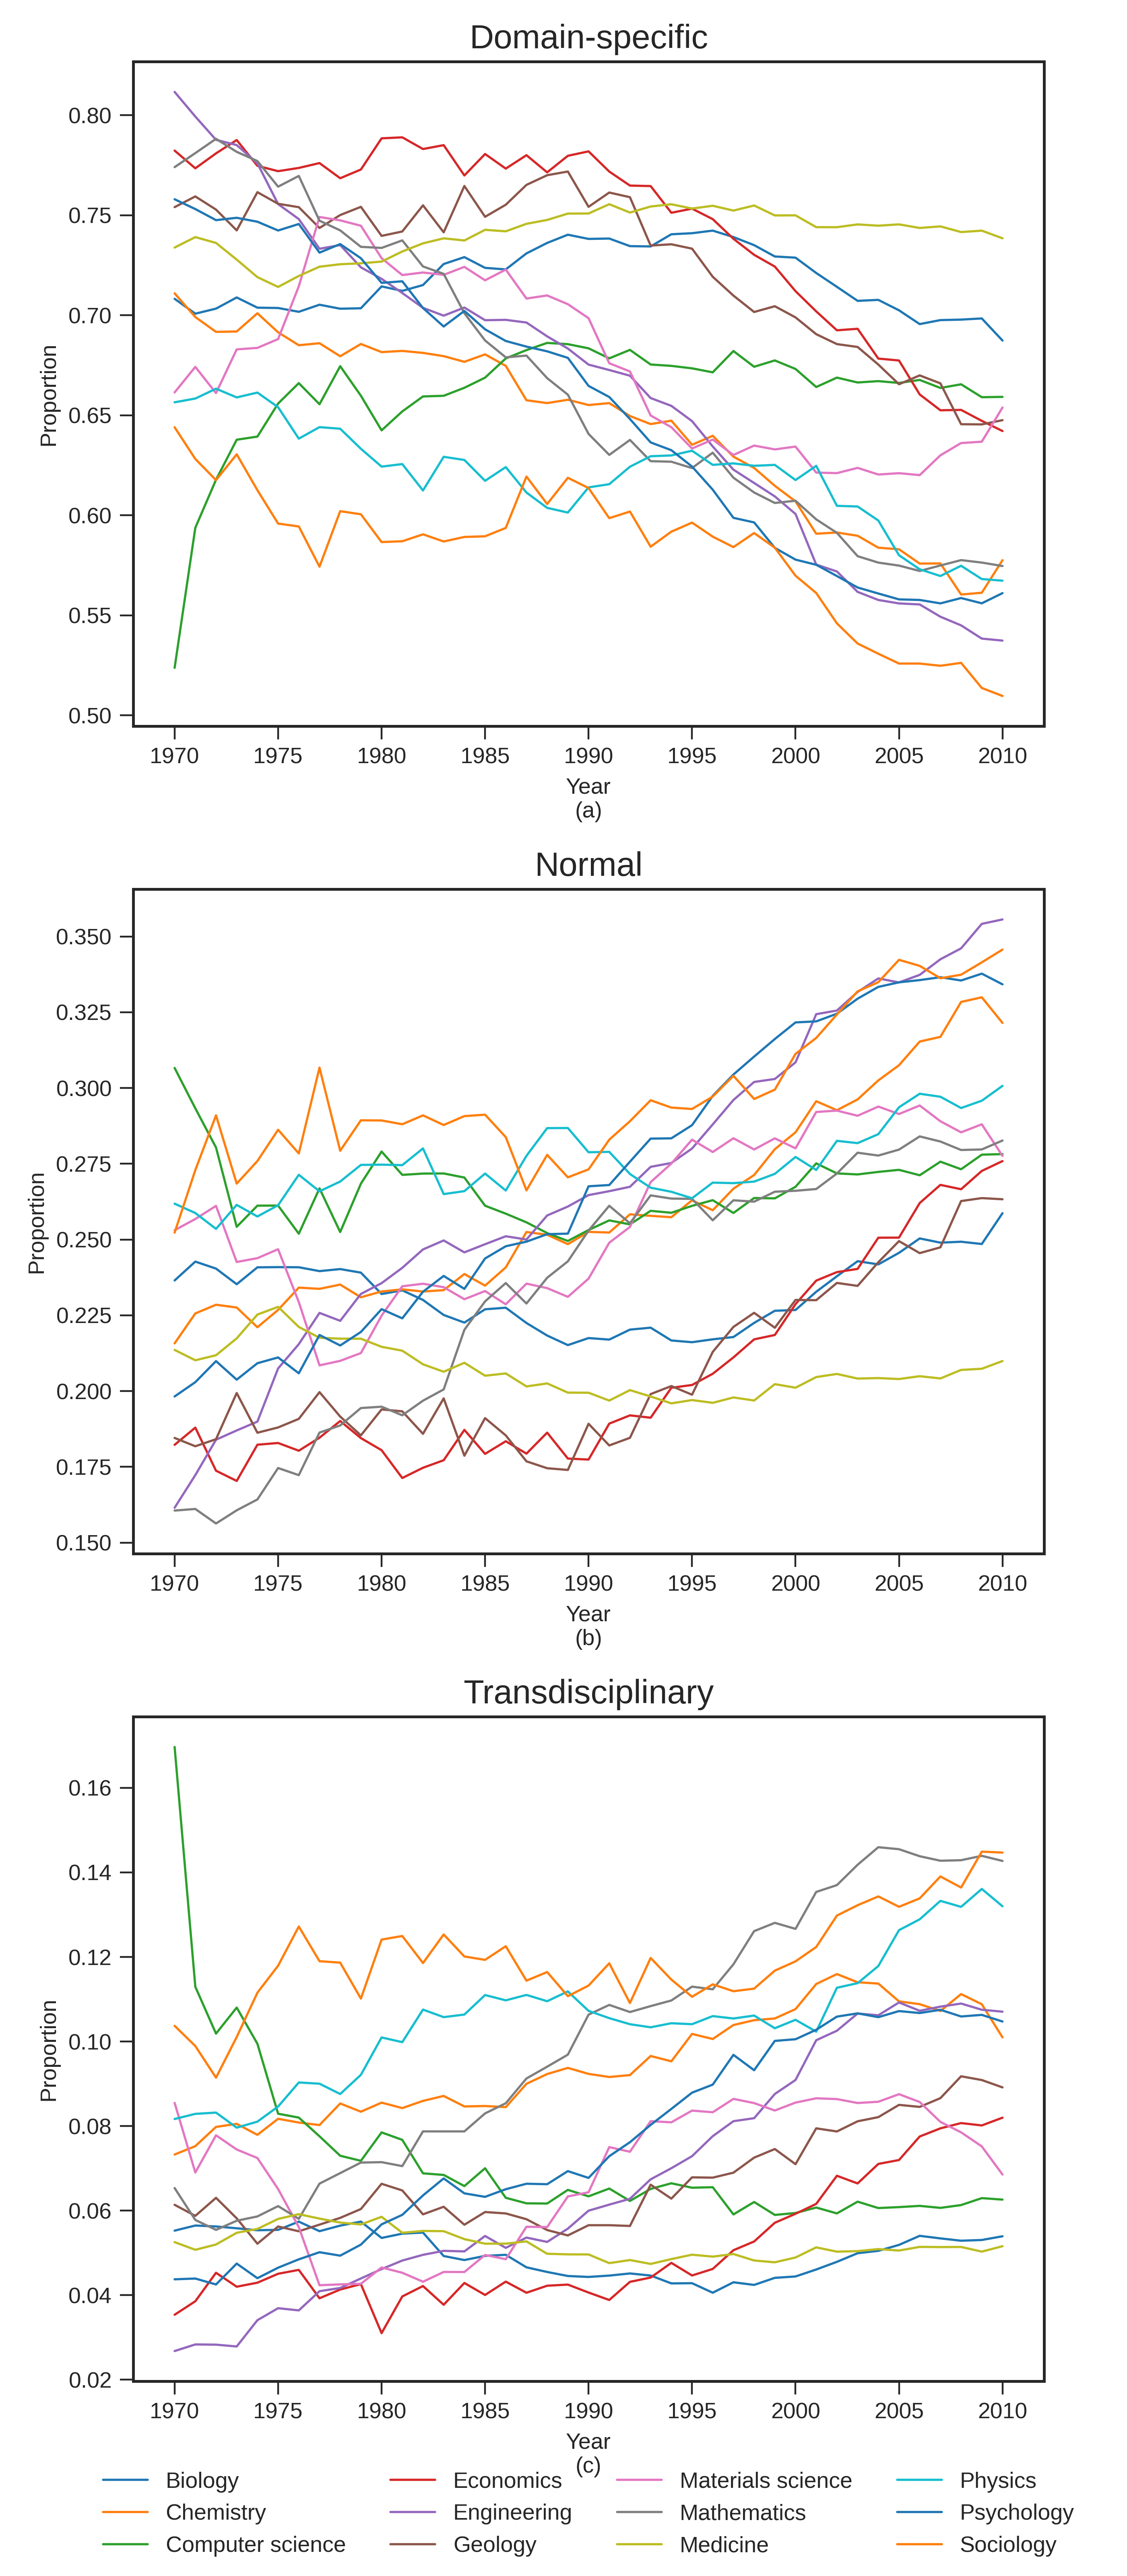 Domain-specific
0.80
0.75
0.70
0.65
0.60
0.55
0.50
Proportion
1970 1975 1980 1985 1990 1995 2000 2005 2010
Year
(a)
Normal
0.350
0.325
0.300
0.275
0.250
0.225
0.200
0.175
0.150
Proportion
1970 1975 1980 1985 1990 1995 2000 2005 2010
Year
(b)
Transdisciplinary
0.16
0.14
0.12
0.10
0.08
0.06
0.04
0.02
Proportion
1970 1975 1980 1985 1990 1995 2000 2005 2010
Year
(c)
Biology Economics Materials science Physics
Chemistry Engineering Mathematics Psychology
Computer science Geology Medicine Sociology